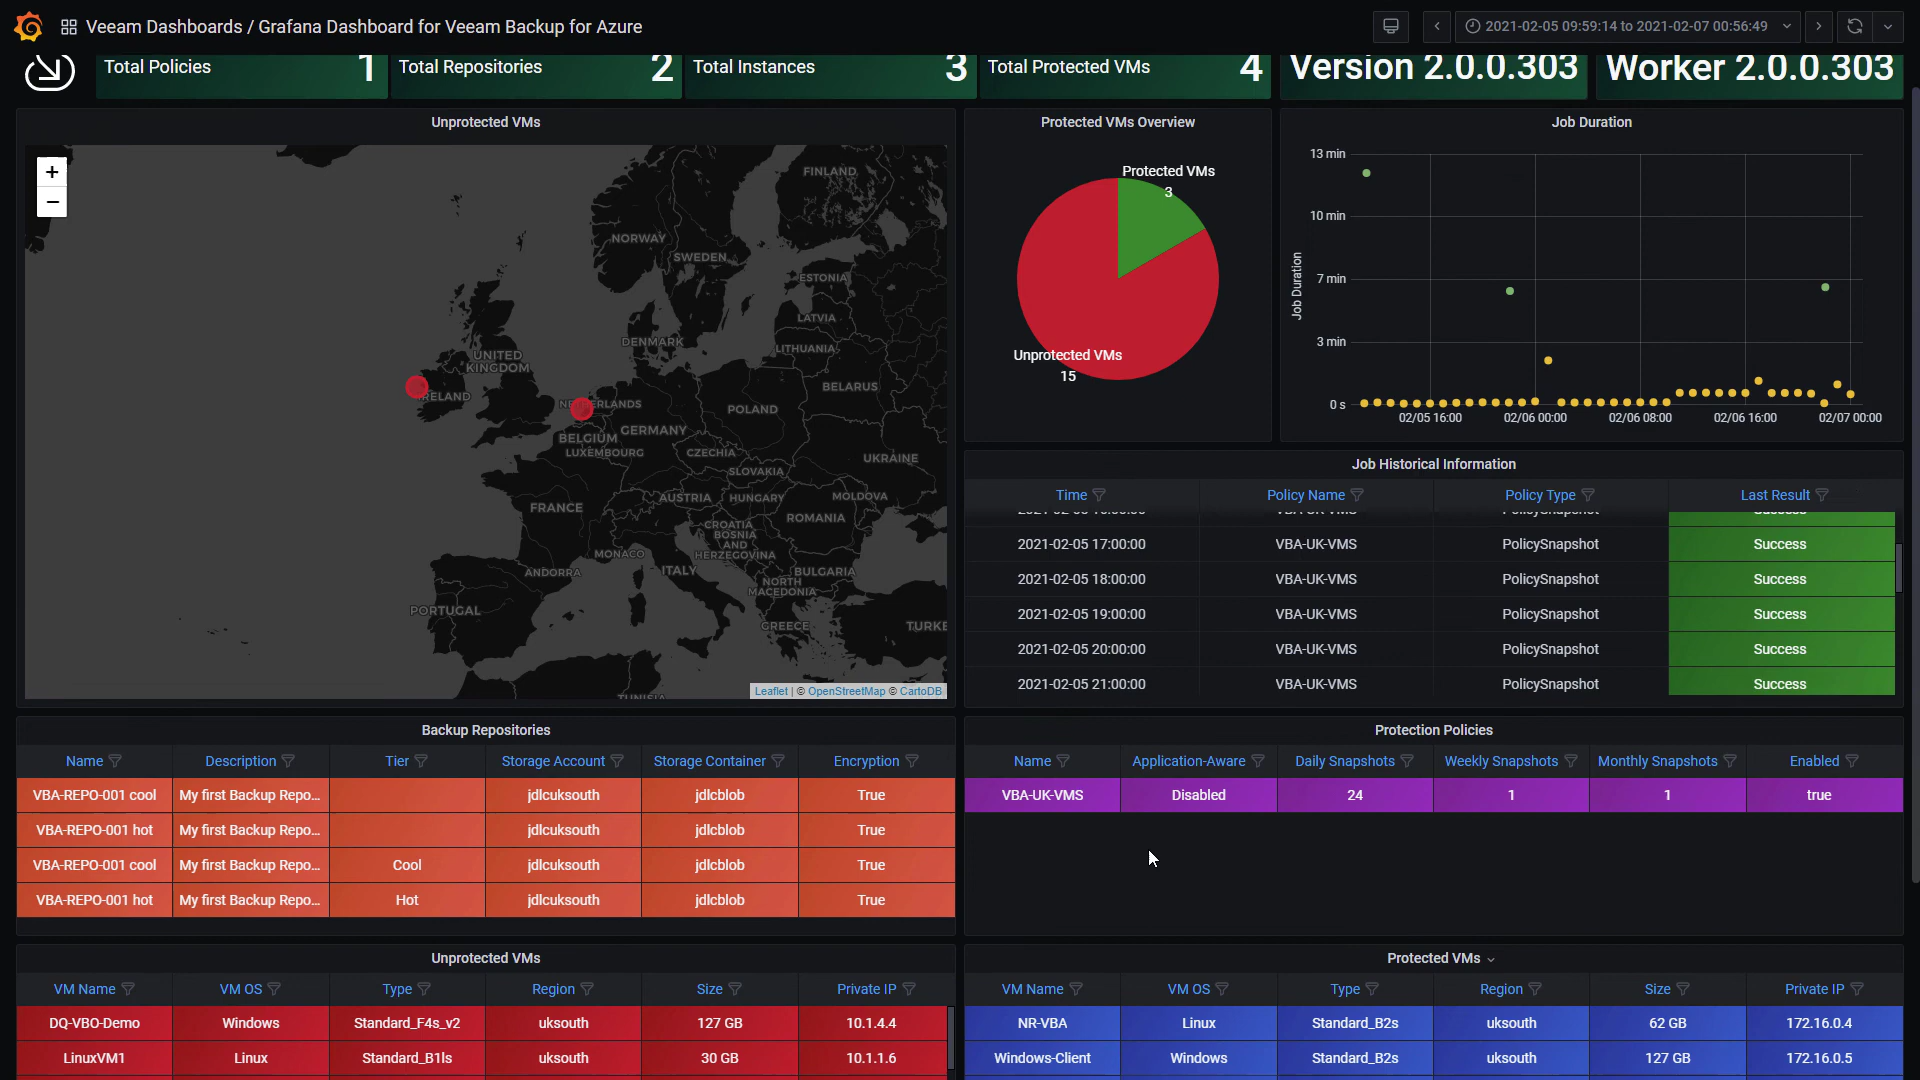 Veeam Dashboards / Grafana Dashboard for Veeam Backup for Azure
2021-02-05 09:59:14 to 2021-02-07 00:56:49
Total Policies 1
Total Repositories 2
Total Instances 3
Total Protected VMs 4
Version 2.0.0.303
Worker 2.0.0.303
Unprotected VMs
+
−
FINLAND
NORWAY
SWEDEN
ESTONIA
LATVIA
DENMARK
LITHUANIA
UNITED
KINGDOM
BELARUS
IRELAND
NETHERLANDS
POLAND
GERMANY
BELGIUM
LUXEMBOURG
CZECHIA
UKRAINE
SLOVAKIA
AUSTRIA
HUNGARY
MOLDOVA
FRANCE
ROMANIA
CROATIA
BOSNIA
AND
HERZEGOVINA
MONACO
ITALY
ANDORRA
BULGARIA
NORTH
MACEDONIA
PORTUGAL
GREECE
TURKE
TUNISIA
Leaflet | © OpenStreetMap © CartoDB
Protected VMs Overview
Protected VMs
3
Unprotected VMs
15
Job Duration
Job Duration
13 min
10 min
7 min
3 min
0 s
02/05 16:00 02/06 00:00 02/06 08:00 02/06 16:00 02/07 00:00
Job Historical Information
Time Policy Name Policy Type Last Result
2021-02-05 17:00:00 VBA-UK-VMS PolicySnapshot Success
2021-02-05 18:00:00 VBA-UK-VMS PolicySnapshot Success
2021-02-05 19:00:00 VBA-UK-VMS PolicySnapshot Success
2021-02-05 20:00:00 VBA-UK-VMS PolicySnapshot Success
2021-02-05 21:00:00 VBA-UK-VMS PolicySnapshot Success
Backup Repositories
Name Description Tier Storage Account Storage Container Encryption
VBA-REPO-001 cool My first Backup Repo... jdlcuksouth jdlcblob True
VBA-REPO-001 hot My first Backup Repo... jdlcuksouth jdlcblob True
VBA-REPO-001 cool My first Backup Repo... Cool jdlcuksouth jdlcblob True
VBA-REPO-001 hot My first Backup Repo... Hot jdlcuksouth jdlcblob True
Protection Policies
Name Application-Aware Daily Snapshots Weekly Snapshots Monthly Snapshots Enabled
VBA-UK-VMS Disabled 24 1 1 true
Unprotected VMs
VM Name VM OS Type Region Size Private IP
DQ-VBO-Demo Windows Standard_F4s_v2 uksouth 127 GB 10.1.4.4
LinuxVM1 Linux Standard_B1ls uksouth 30 GB 10.1.1.6
Protected VMs
VM Name VM OS Type Region Size Private IP
NR-VBA Linux Standard_B2s uksouth 62 GB 172.16.0.4
Windows-Client Windows Standard_B2s uksouth 127 GB 172.16.0.5